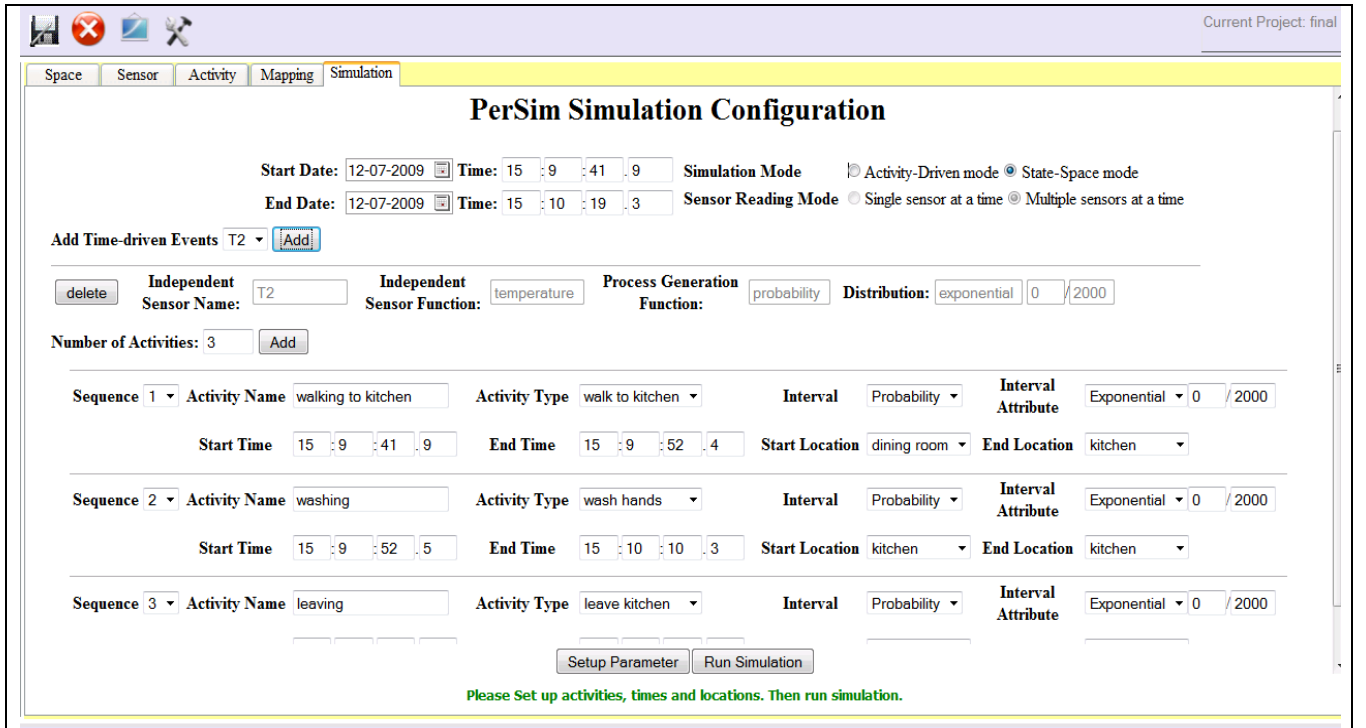 Current Project: final
Space Sensor Activity Mapping Simulation
PerSim Simulation Configuration
Start Date: 12-07-2009 Time: 15 : 9 : 41 . 9 Simulation Mode Activity-Driven mode State-Space mode
End Date: 12-07-2009 Time: 15 : 10 : 19 . 3 Sensor Reading Mode Single sensor at a time Multiple sensors at a time
Add Time-driven Events T2 Add
delete Independent Sensor Name: T2 Independent Sensor Function: temperature Process Generation Function: probability Distribution: exponential 0 / 2000
Number of Activities: 3 Add
Sequence 1 Activity Name walking to kitchen Activity Type walk to kitchen Interval Probability Interval Attribute Exponential 0 / 2000
Start Time 15 : 9 : 41 . 9 End Time 15 : 9 : 52 . 4 Start Location dining room End Location kitchen
Sequence 2 Activity Name washing Activity Type wash hands Interval Probability Interval Attribute Exponential 0 / 2000
Start Time 15 : 9 : 52 . 5 End Time 15 : 10 : 10 . 3 Start Location kitchen End Location kitchen
Sequence 3 Activity Name leaving Activity Type leave kitchen Interval Probability Interval Attribute Exponential 0 / 2000
Setup Parameter Run Simulation
Please Set up activities, times and locations. Then run simulation.